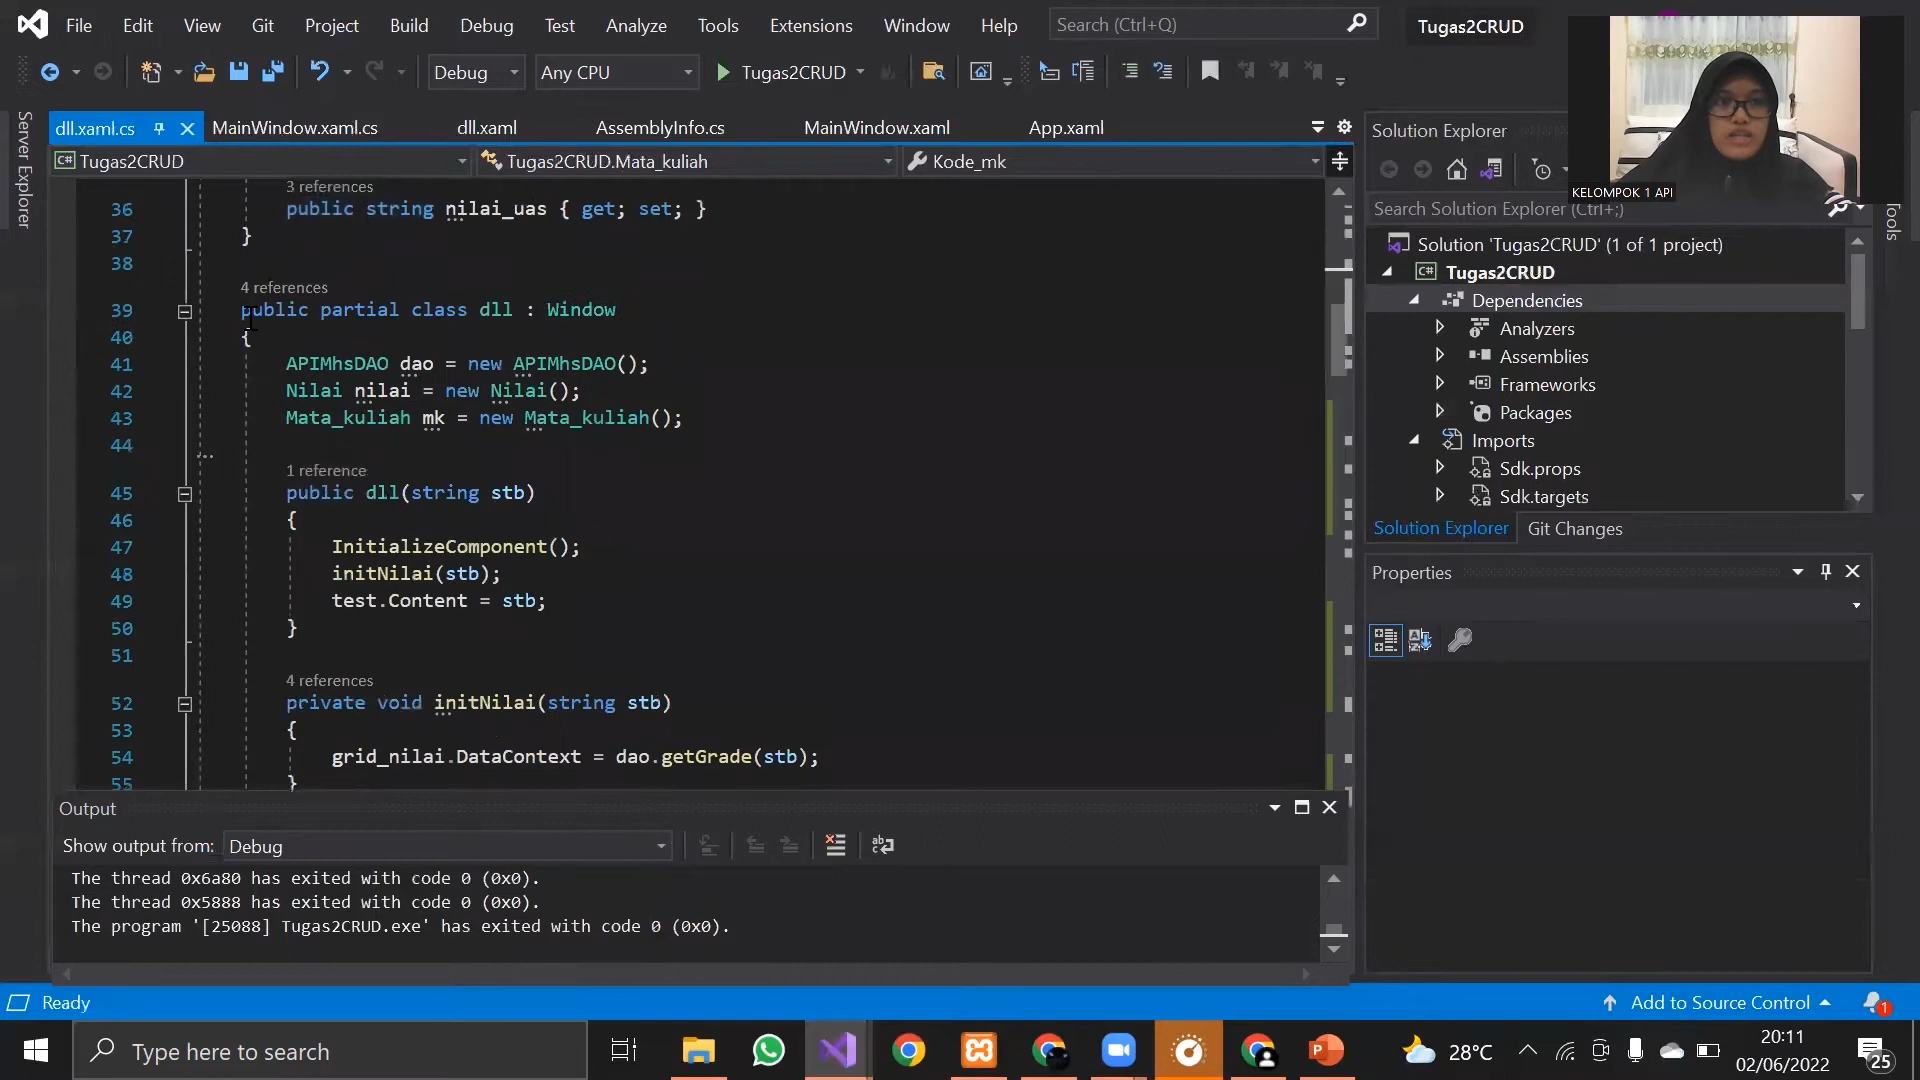 File Edit View Git Project Build Debug Test Analyze Tools Extensions Window Help Search (Ctrl+Q) Tugas2CRUD
Debug Any CPU Tugas2CRUD
Server Explorer
dll.xaml.cs MainWindow.xaml.cs dll.xaml AssemblyInfo.cs MainWindow.xaml App.xaml
Tugas2CRUD Tugas2CRUD.Mata_kuliah Kode_mk
3 references
36 public string nilai_uas { get; set; }
37 }
38
4 references
39 public partial class dll : Window
40 {
41 APIMhsDAO dao = new APIMhsDAO();
42 Nilai nilai = new Nilai();
43 Mata_kuliah mk = new Mata_kuliah();
44
1 reference
45 public dll(string stb)
46 {
47 InitializeComponent();
48 initNilai(stb);
49 test.Content = stb;
50 }
51
4 references
52 private void initNilai(string stb)
53 {
54 grid_nilai.DataContext = dao.getGrade(stb);
55 }
Output
Show output from: Debug
The thread 0x6a80 has exited with code 0 (0x0).
The thread 0x5888 has exited with code 0 (0x0).
The program '[25088] Tugas2CRUD.exe' has exited with code 0 (0x0).
Solution Explorer
KELOMPOK 1 API
Search Solution Explorer (Ctrl+;)
Solution 'Tugas2CRUD' (1 of 1 project)
C# Tugas2CRUD
Dependencies
Analyzers
Assemblies
Frameworks
Packages
Imports
Sdk.props
Sdk.targets
Solution Explorer Git Changes
Tools
Properties
Ready Add to Source Control 1
Type here to search 28°C 20:11
02/06/2022 25